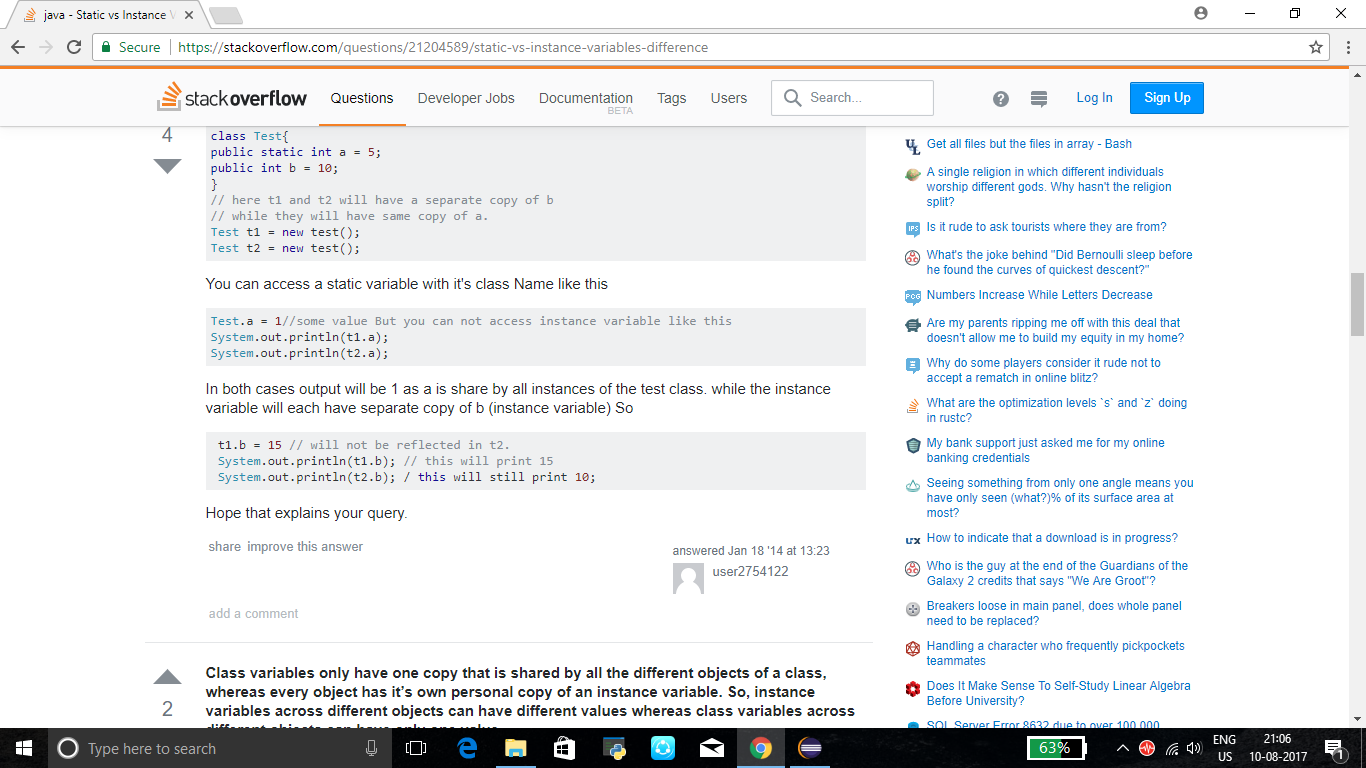 java - Static vs Instance V
Secure
https://stackoverflow.com/questions/21204589/static-vs-instance-variables-difference
stackoverflow
Questions
Developer Jobs
Documentation
BETA
Tags
Users
Search...
?
Log In
Sign Up
4
class Test{
public static int a = 5;
public int b = 10;
}
// here t1 and t2 will have a separate copy of b
// while they will have same copy of a.
Test t1 = new test();
Test t2 = new test();
You can access a static variable with it's class Name like this
Test.a = 1//some value But you can not access instance variable like this
System.out.println(t1.a);
System.out.println(t2.a);
In both cases output will be 1 as a is share by all instances of the test class. while the instance
variable will each have separate copy of b (instance variable) So
t1.b = 15 // will not be reflected in t2.
System.out.println(t1.b); // this will print 15
System.out.println(t2.b); / this will still print 10;
Hope that explains your query.
share improve this answer
answered Jan 18 '14 at 13:23
user2754122
add a comment
2
Class variables only have one copy that is shared by all the different objects of a class,
whereas every object has it's own personal copy of an instance variable. So, instance
variables across different objects can have different values whereas class variables across
different objects can have only one value.
UL
Get all files but the files in array - Bash
A single religion in which different individuals
worship different gods. Why hasn't the religion
split?
IPS
Is it rude to ask tourists where they are from?
What's the joke behind "Did Bernoulli sleep before
he found the curves of quickest descent?"
PCG
Numbers Increase While Letters Decrease
Are my parents ripping me off with this deal that
doesn't allow me to build my equity in my home?
Why do some players consider it rude not to
accept a rematch in online blitz?
What are the optimization levels `s` and `z` doing
in rustc?
My bank support just asked me for my online
banking credentials
Seeing something from only one angle means you
have only seen (what?)% of its surface area at
most?
UX
How to indicate that a download is in progress?
Who is the guy at the end of the Guardians of the
Galaxy 2 credits that says "We Are Groot"?
Breakers loose in main panel, does whole panel
need to be replaced?
Handling a character who frequently pickpockets
teammates
Does It Make Sense To Self-Study Linear Algebra
Before University?
SQL Server Error 8632 due to over 100,000
Type here to search
63%
ENG
US
21:06
10-08-2017
1